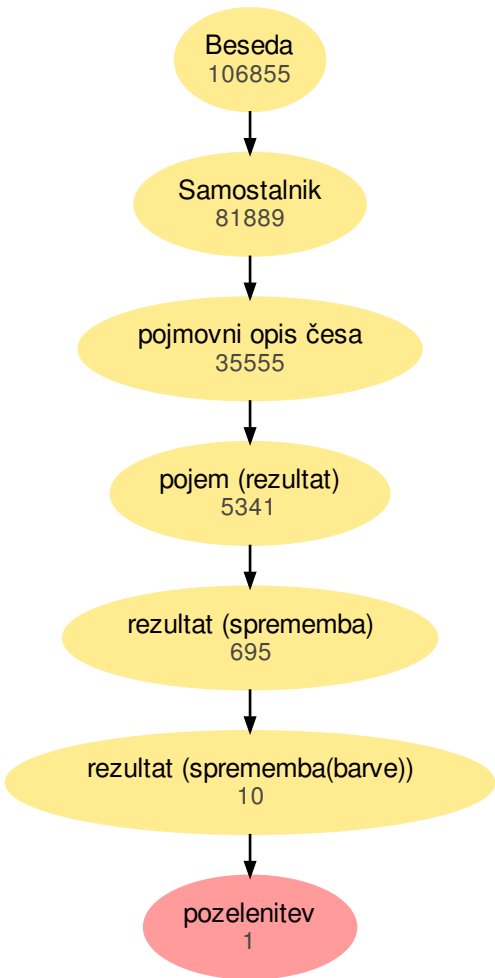 Beseda
106855
Samostalnik
81889
pojmovni opis česa
35555
pojem (rezultat)
5341
rezultat (sprememba)
695
rezultat (sprememba(barve))
10
pozelenitev
1